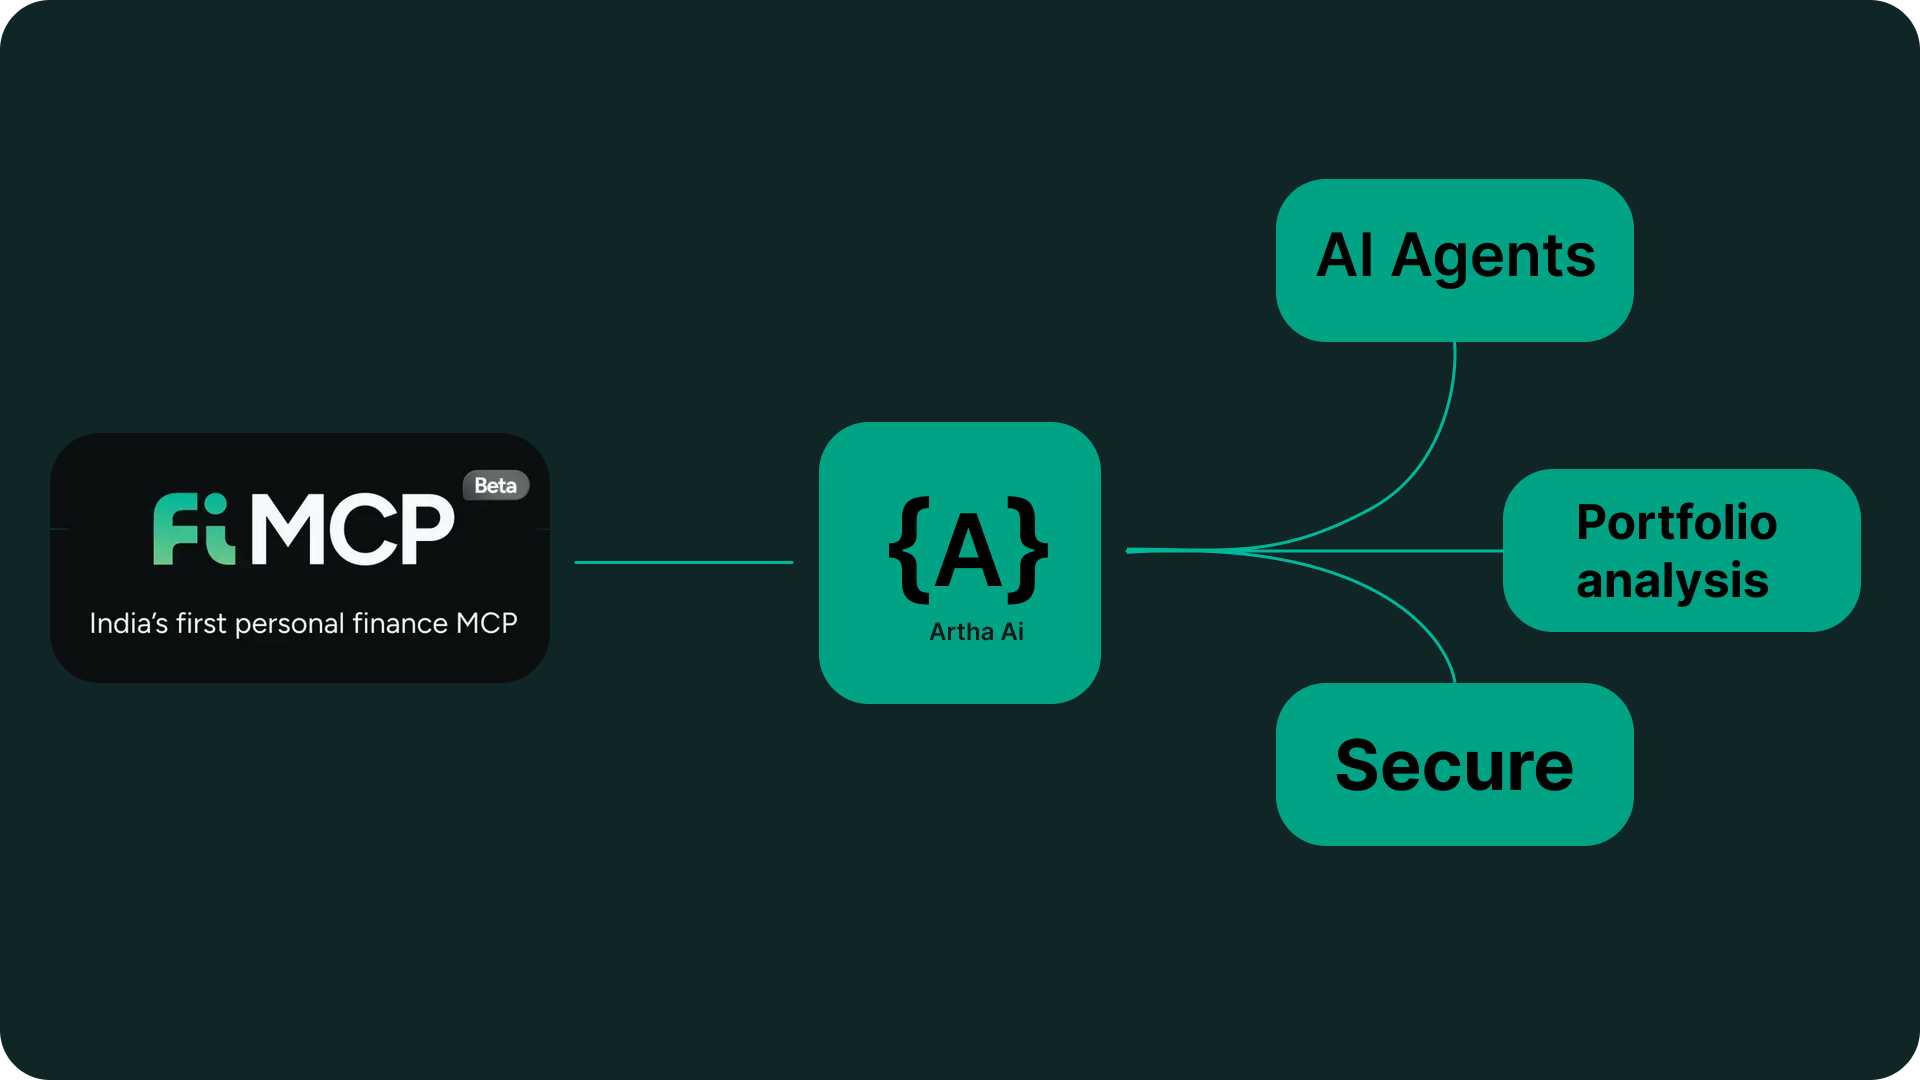 Fi MCP Beta
India's first personal finance MCP
{A}
Artha Ai
AI Agents
Portfolio
analysis
Secure